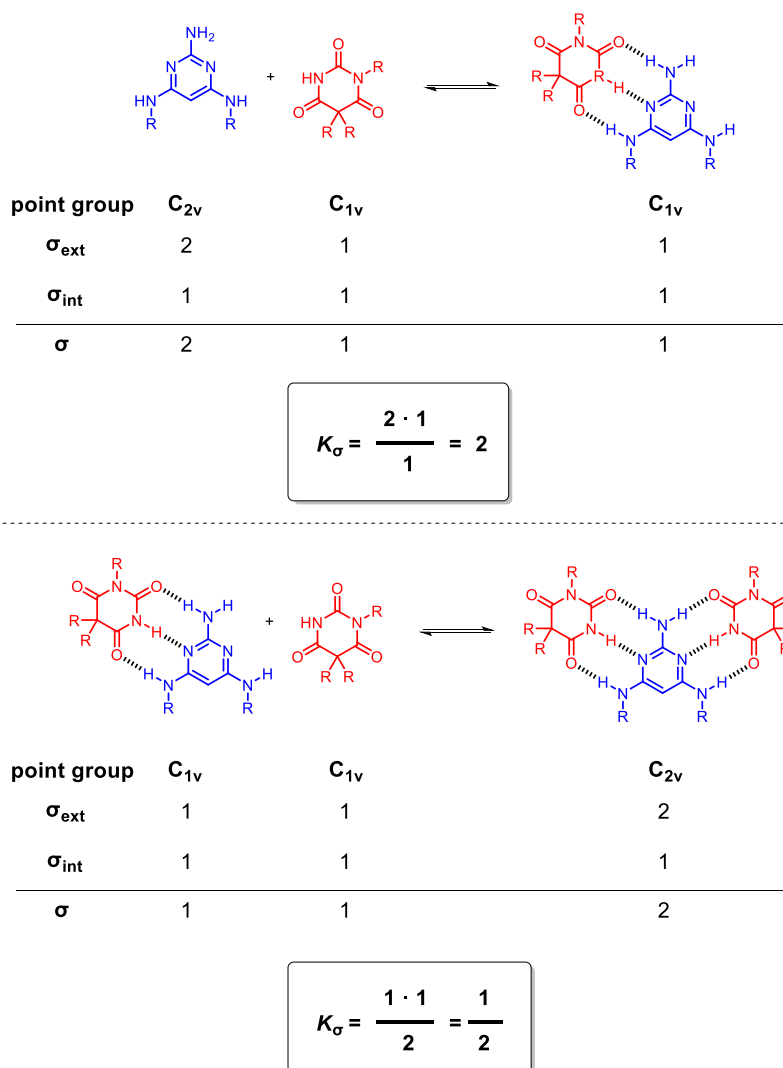 NH2
N N
HN NH
R R
+
O
HN N R
O O
R R
R
O N O
R R
R H
O
H N H
N N
H N N H
R R
point group C2v C1v C1v
σext 2 1 1
σint 1 1 1
σ 2 1 1
Kσ = 2 · 1 / 1 = 2
R
O N O
R R
N H
O
H N H
N N
H N N H
R R
+
O
HN N R
O O
R R
R R
O N O O N O
H N H
R R N H H N R R
O N N O
H N N H
R R
point group C1v C1v C2v
σext 1 1 2
σint 1 1 1
σ 1 1 2
Kσ = 1 · 1 / 2 = 1 / 2